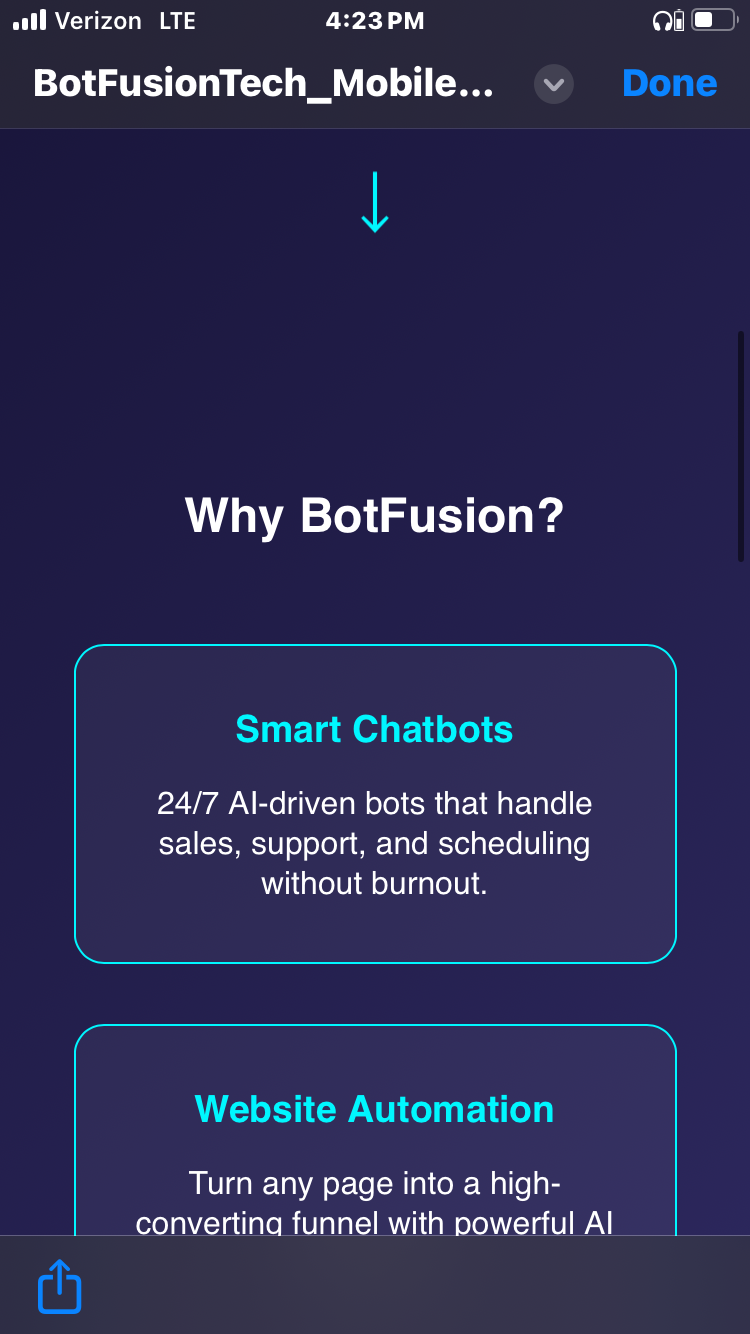 Verizon LTE 4:23 PM
BotFusionTech_Mobile... Done
Why BotFusion?
Smart Chatbots
24/7 AI-driven bots that handle
sales, support, and scheduling
without burnout.
Website Automation
Turn any page into a high-
converting funnel with powerful AI